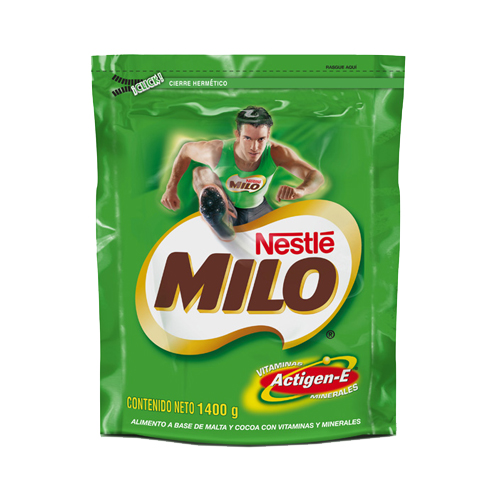 RASGUE AQUÍ
¡CLICK!
CIERRE HERMÉTICO
Nestlé
MILO
Nestlé
MILO
®
VITAMINAS
Actigen-E
MINERALES
CONTENIDO NETO 1400 g
ALIMENTO A BASE DE MALTA Y COCOA CON VITAMINAS Y MINERALES